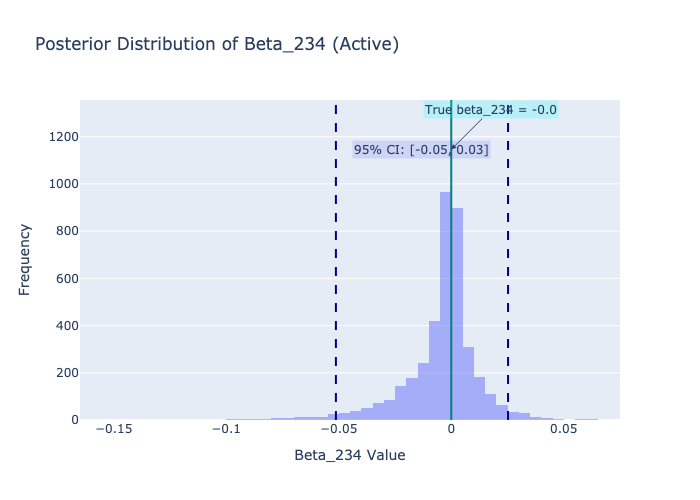 Posterior Distribution of Beta_234 (Active)
True beta_234 = -0.0
95% CI: [-0.05, 0.03]
1200
1000
800
600
400
200
0
Frequency
−0.15
−0.1
−0.05
0
0.05
Beta_234 Value